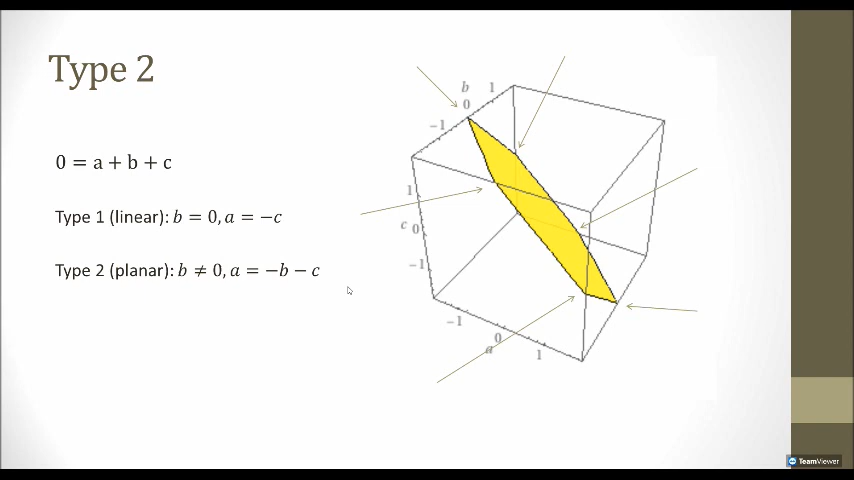 Type 2
0 = a + b + c
Type 1 (linear): b = 0, a = −c
Type 2 (planar): b ≠ 0, a = −b − c
b
1
0
−1
1
c 0
−1
−1
0
a
1
TeamViewer